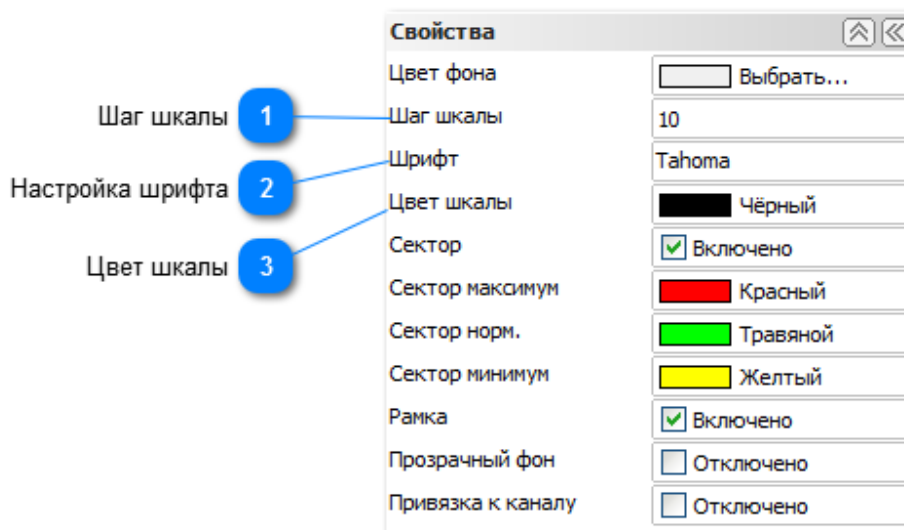 Свойства
Цвет фона Выбрать...
Шаг шкалы 1 Шаг шкалы 10
Настройка шрифта 2 Шрифт Tahoma
Цвет шкалы 3 Цвет шкалы Чёрный
Сектор Включено
Сектор максимум Красный
Сектор норм. Травяной
Сектор минимум Желтый
Рамка Включено
Прозрачный фон Отключено
Привязка к каналу Отключено